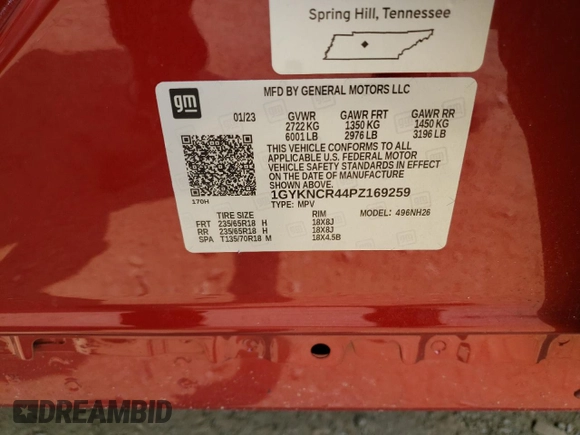 Spring Hill, Tennessee
MFD BY GENERAL MOTORS LLC
gm
01/23 GVWR GAWR FRT GAWR RR
2722 KG 1350 KG 1450 KG
6001 LB 2976 LB 3196 LB
THIS VEHICLE CONFORMS TO ALL
APPLICABLE U.S. FEDERAL MOTOR
VEHICLE SAFETY STANDARDS IN EFFECT
ON THE DATE OF MANUFACTURE
SHOWN ABOVE.
1GYKNCR44PZ169259
170H
TYPE: MPV MODEL: 496NH26
TIRE SIZE RIM
FRT 235/65R18 H 18X8J
RR 235/65R18 H 18X8J
SPA T135/70R18 M 18X4.5B
DREAMBID